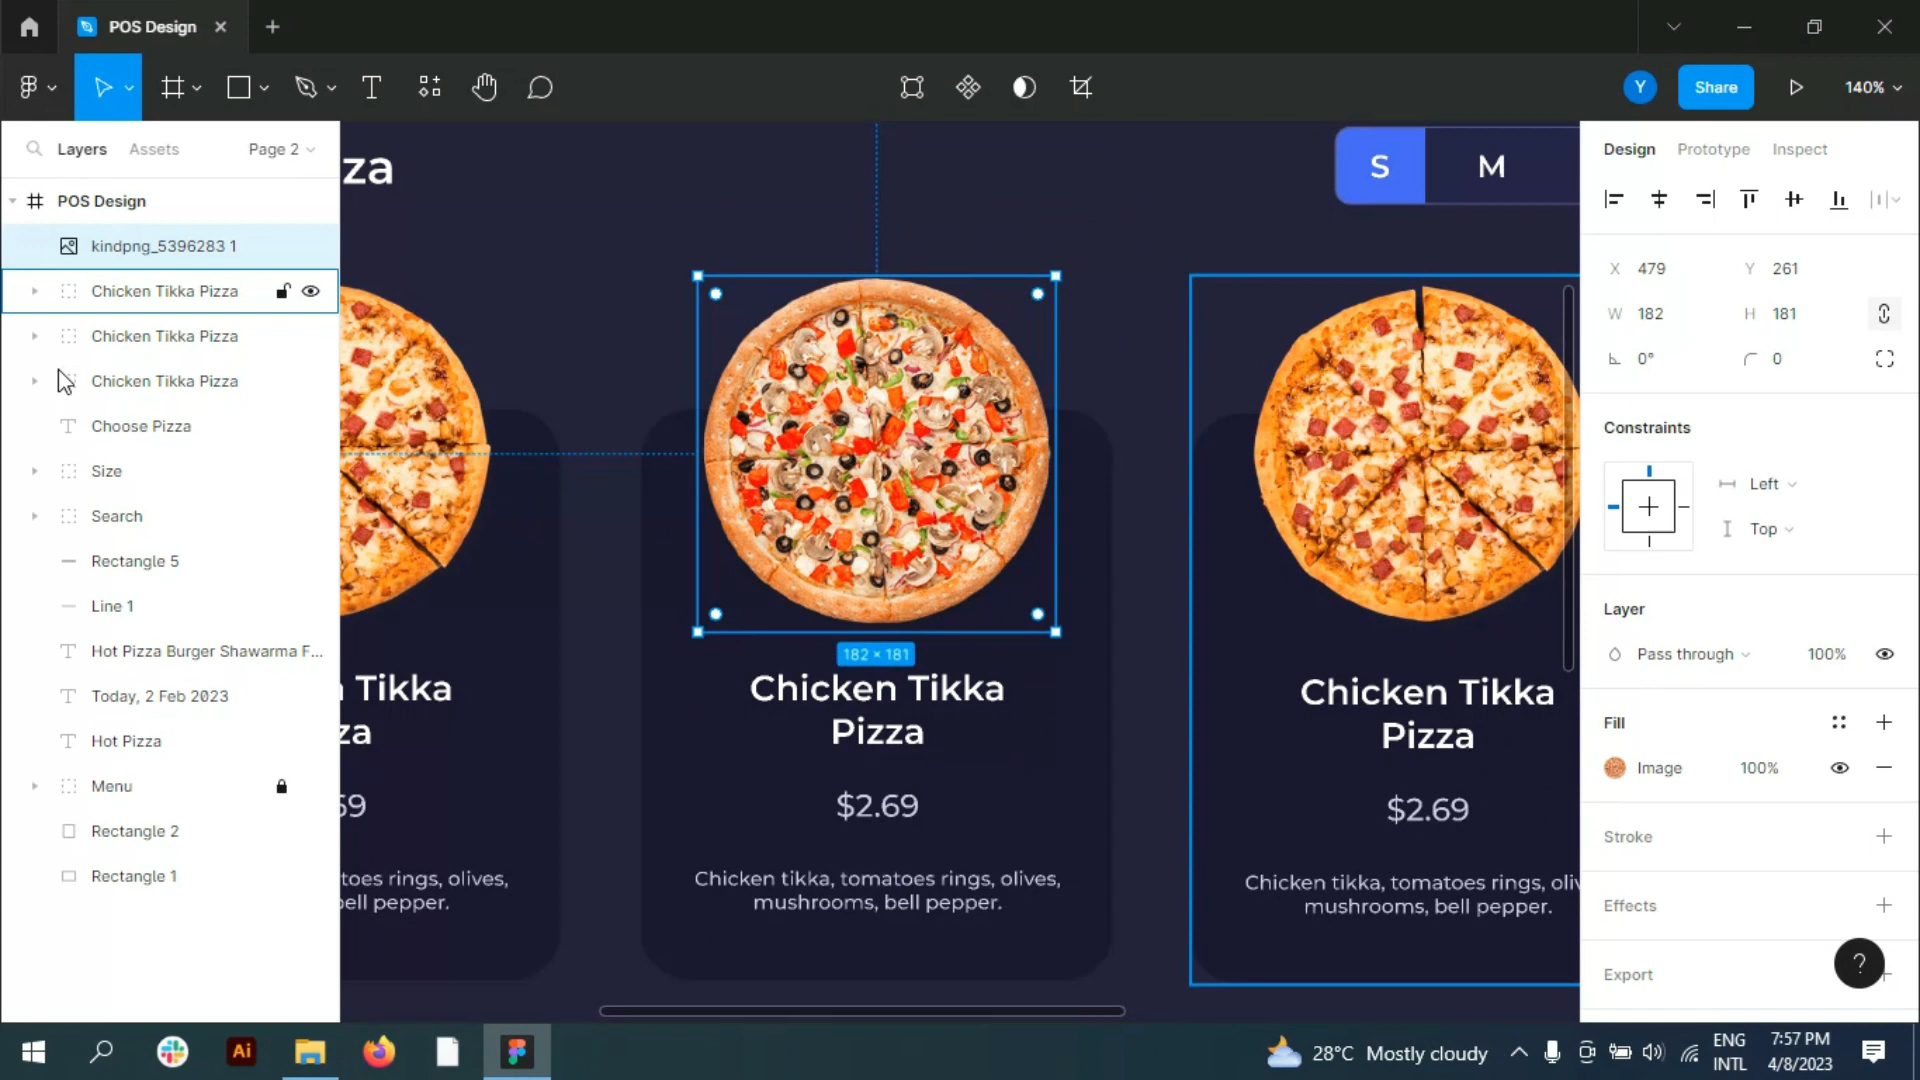 POS Design
Y
Share
140%
Layers
Assets
Page 2
POS Design
kindpng_5396283 1
Chicken Tikka Pizza
Chicken Tikka Pizza
Chicken Tikka Pizza
Choose Pizza
Size
Search
Rectangle 5
Line 1
Hot Pizza Burger Shawarma F...
Today, 2 Feb 2023
Hot Pizza
Menu
Rectangle 2
Rectangle 1
za
S
M
182 × 181
Tikka
za
69
toes rings, olives,
bell pepper.
Chicken Tikka
Pizza
$2.69
Chicken tikka, tomatoes rings, olives,
mushrooms, bell pepper.
Chicken Tikka
Pizza
$2.69
Chicken tikka, tomatoes rings, oliv
mushrooms, bell pepper.
Design
Prototype
Inspect
X 479
Y 261
W 182
H 181
0°
0
Constraints
Left
Top
Layer
Pass through
100%
Fill
Image
100%
Stroke
Effects
Export
?
Ai
28°C Mostly cloudy
ENG
INTL
7:57 PM
4/8/2023